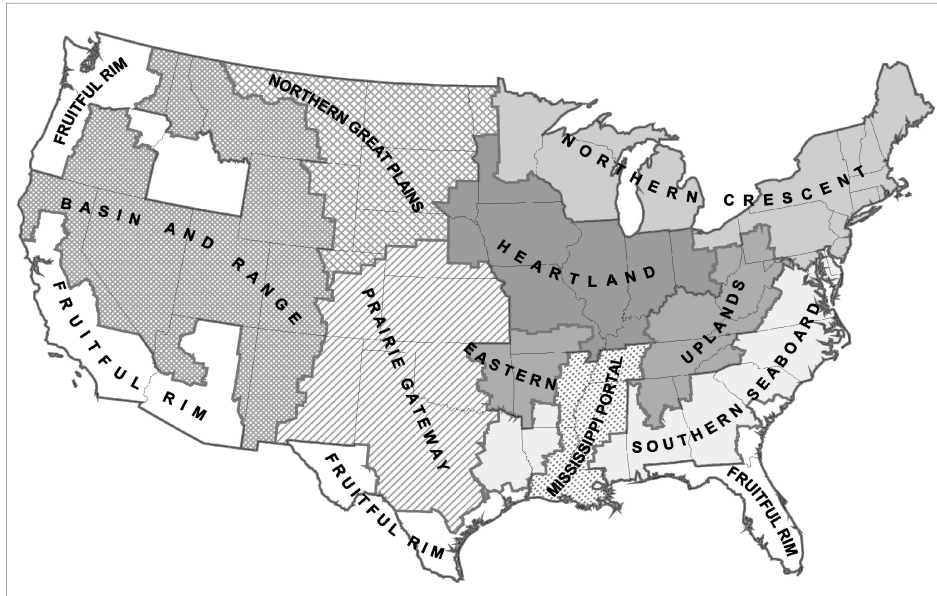 FRUITFUL RIM
NORTHERN GREAT PLAINS
NORTHERN
CRESCENT
BASIN AND RANGE
HEARTLAND
FRUITFUL RIM
PRAIRIE GATEWAY
EASTERN
UPLANDS
MISSISSIPPI PORTAL
SOUTHERN SEABOARD
FRUITFUL RIM
FRUITFUL RIM